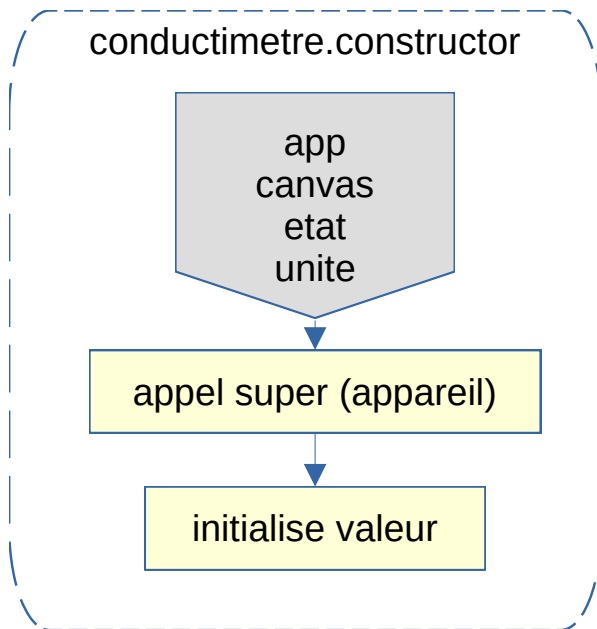 conductimetre.constructor
app
canvas
etat
unite
appel super (appareil)
initialise valeur